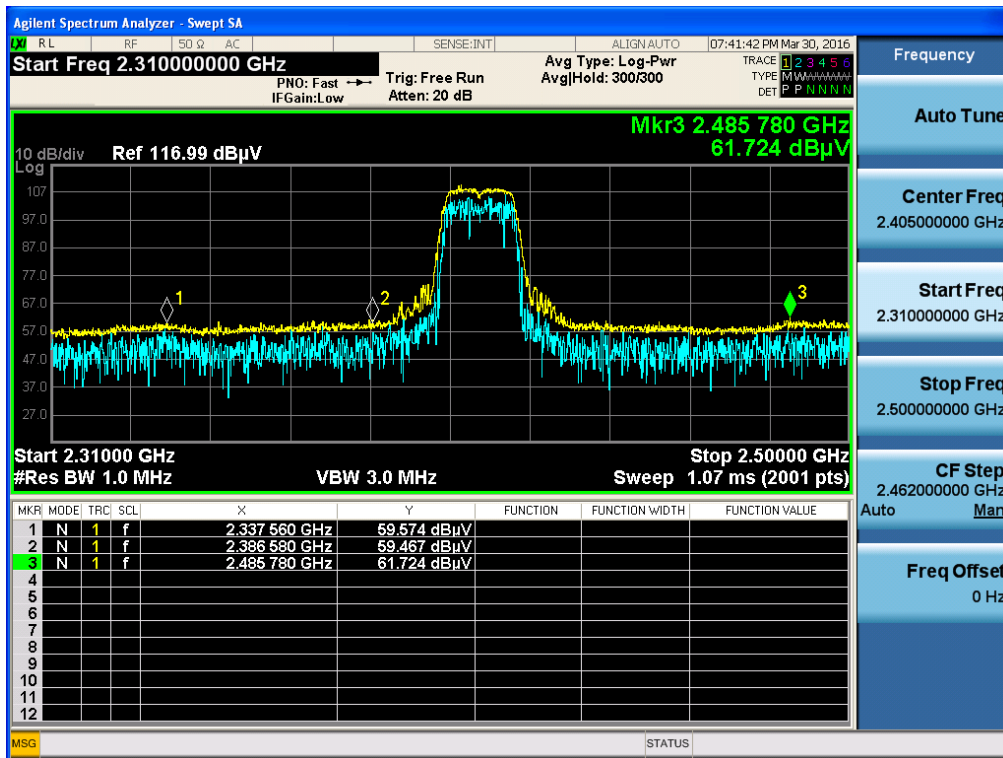 Agilent Spectrum Analyzer - Swept SA
LXI RL RF 50 Ω AC SENSE:INT ALIGN AUTO 07:41:42 PM Mar 30, 2016
Start Freq 2.310000000 GHz
PNO: Fast
IFGain:Low
Trig: Free Run
Atten: 20 dB
Avg Type: Log-Pwr
Avg|Hold: 300/300
TRACE 1 2 3 4 5 6
TYPE M W
DET P P N N N N
Mkr3 2.485 780 GHz
61.724 dBµV
10 dB/div Ref 116.99 dBµV
Log
107
97.0
87.0
77.0
67.0
57.0
47.0
37.0
27.0
1
2
3
Start 2.31000 GHz Stop 2.50000 GHz
#Res BW 1.0 MHz VBW 3.0 MHz Sweep 1.07 ms (2001 pts)
MKR MODE TRC SCL X Y FUNCTION FUNCTION WIDTH FUNCTION VALUE
1 N 1 f 2.337 560 GHz 59.574 dBµV
2 N 1 f 2.386 580 GHz 59.467 dBµV
3 N 1 f 2.485 780 GHz 61.724 dBµV
4
5
6
7
8
9
10
11
12
MSG STATUS
Frequency
Auto Tune
Center Freq
2.405000000 GHz
Start Freq
2.310000000 GHz
Stop Freq
2.500000000 GHz
CF Step
2.462000000 GHz
Auto Man
Freq Offset
0 Hz